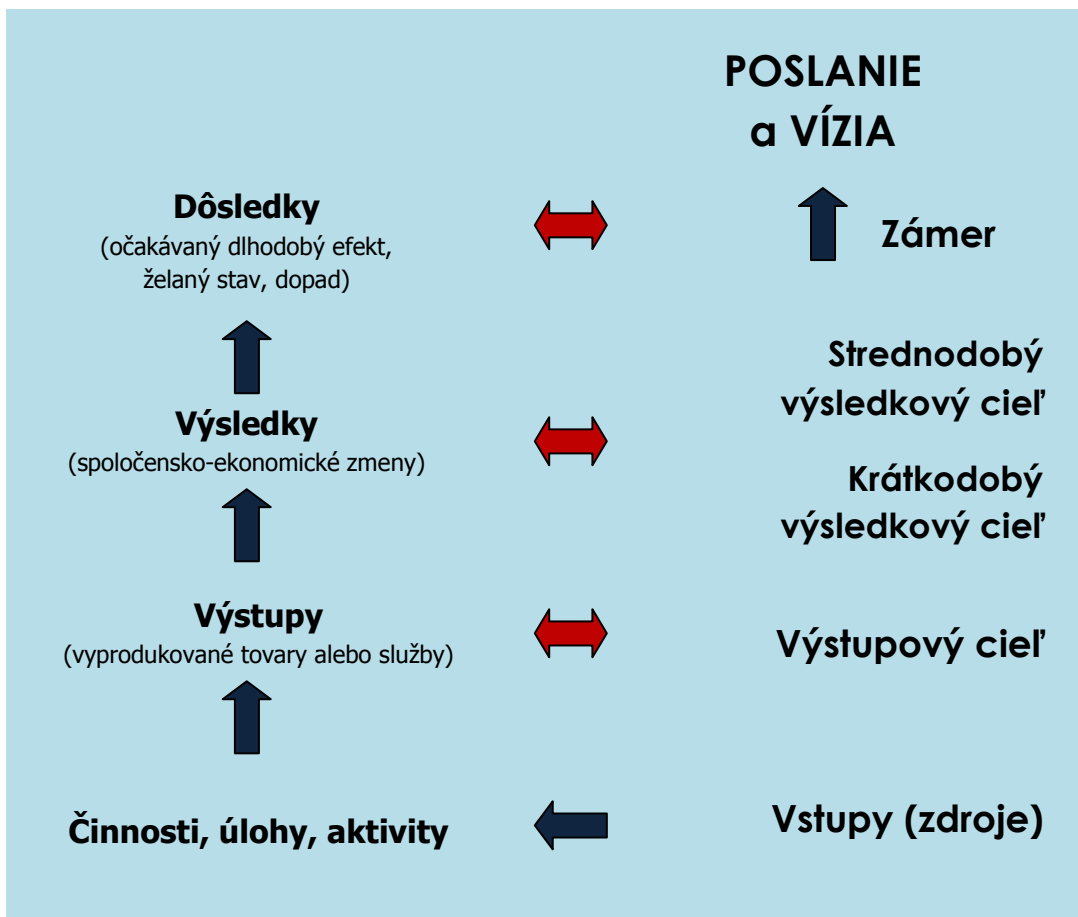 POSLANIE
a VÍZIA
Dôsledky
(očakávaný dlhodobý efekt,
želaný stav, dopad)
Zámer
Strednodobý
výsledkový cieľ
Výsledky
(spoločensko-ekonomické zmeny)
Krátkodobý
výsledkový cieľ
Výstupy
(vyprodukované tovary alebo služby)
Výstupový cieľ
Činnosti, úlohy, aktivity
Vstupy (zdroje)